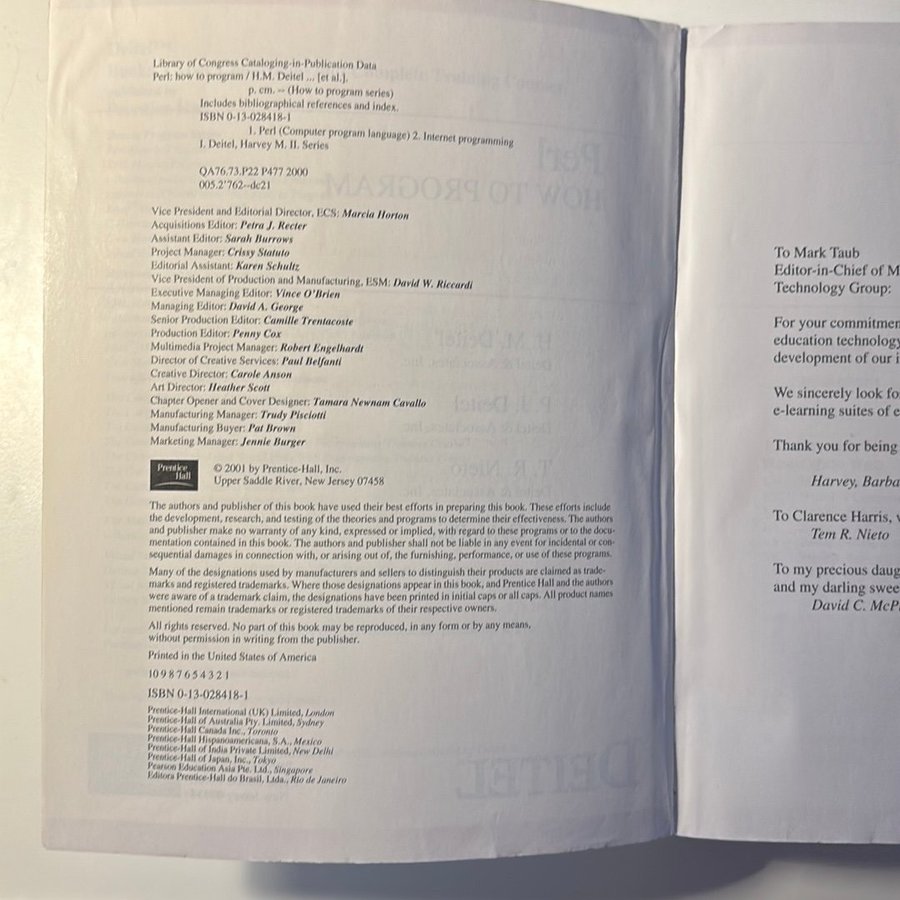 Library of Congress Cataloging-in-Publication Data
Perl: how to program / H.M. Deitel ... [et al.].
p. cm. -- (How to program series)
Includes bibliographical references and index.
ISBN 0-13-028418-1
1. Perl (Computer program language) 2. Internet programming
I. Deitel, Harvey M. II. Series
QA76.73.P22 P477 2000
005.2'762--dc21
Vice President and Editorial Director, ECS: Marcia Horton
Acquisitions Editor: Petra J. Recter
Assistant Editor: Sarah Burrows
Project Manager: Crissy Statuto
Editorial Assistant: Karen Schultz
Vice President of Production and Manufacturing, ESM: David W. Riccardi
Executive Managing Editor: Vince O'Brien
Managing Editor: David A. George
Senior Production Editor: Camille Trentacoste
Production Editor: Penny Cox
Multimedia Project Manager: Robert Engelhardt
Director of Creative Services: Paul Belfanti
Creative Director: Carole Anson
Art Director: Heather Scott
Chapter Opener and Cover Designer: Tamara Newnam Cavallo
Manufacturing Manager: Trudy Pisciotti
Manufacturing Buyer: Pat Brown
Marketing Manager: Jennie Burger
Prentice
Hall
© 2001 by Prentice-Hall, Inc.
Upper Saddle River, New Jersey 07458
The authors and publisher of this book have used their best efforts in preparing this book. These efforts include
the development, research, and testing of the theories and programs to determine their effectiveness. The authors
and publisher make no warranty of any kind, expressed or implied, with regard to these programs or to the docu-
mentation contained in this book. The authors and publisher shall not be liable in any event for incidental or con-
sequential damages in connection with, or arising out of, the furnishing, performance, or use of these programs.
Many of the designations used by manufacturers and sellers to distinguish their products are claimed as trade-
marks and registered trademarks. Where those designations appear in this book, and Prentice Hall and the authors
were aware of a trademark claim, the designations have been printed in initial caps or all caps. All product names
mentioned remain trademarks or registered trademarks of their respective owners.
All rights reserved. No part of this book may be reproduced, in any form or by any means,
without permission in writing from the publisher.
Printed in the United States of America
10 9 8 7 6 5 4 3 2 1
ISBN 0-13-028418-1
Prentice-Hall International (UK) Limited, London
Prentice-Hall of Australia Pty. Limited, Sydney
Prentice-Hall Canada Inc., Toronto
Prentice-Hall Hispanoamericana, S.A., Mexico
Prentice-Hall of India Private Limited, New Delhi
Prentice-Hall of Japan, Inc., Tokyo
Pearson Education Asia Pte. Ltd., Singapore
Editora Prentice-Hall do Brasil, Ltda., Rio de Janeiro
To Mark Taub
Editor-in-Chief of M
Technology Group:
For your commitmen
education technology
development of our i
We sincerely look fo
e-learning suites of e
Thank you for being
Harvey, Barba
To Clarence Harris, w
Tem R. Nieto
To my precious daug
and my darling swee
David C. McP